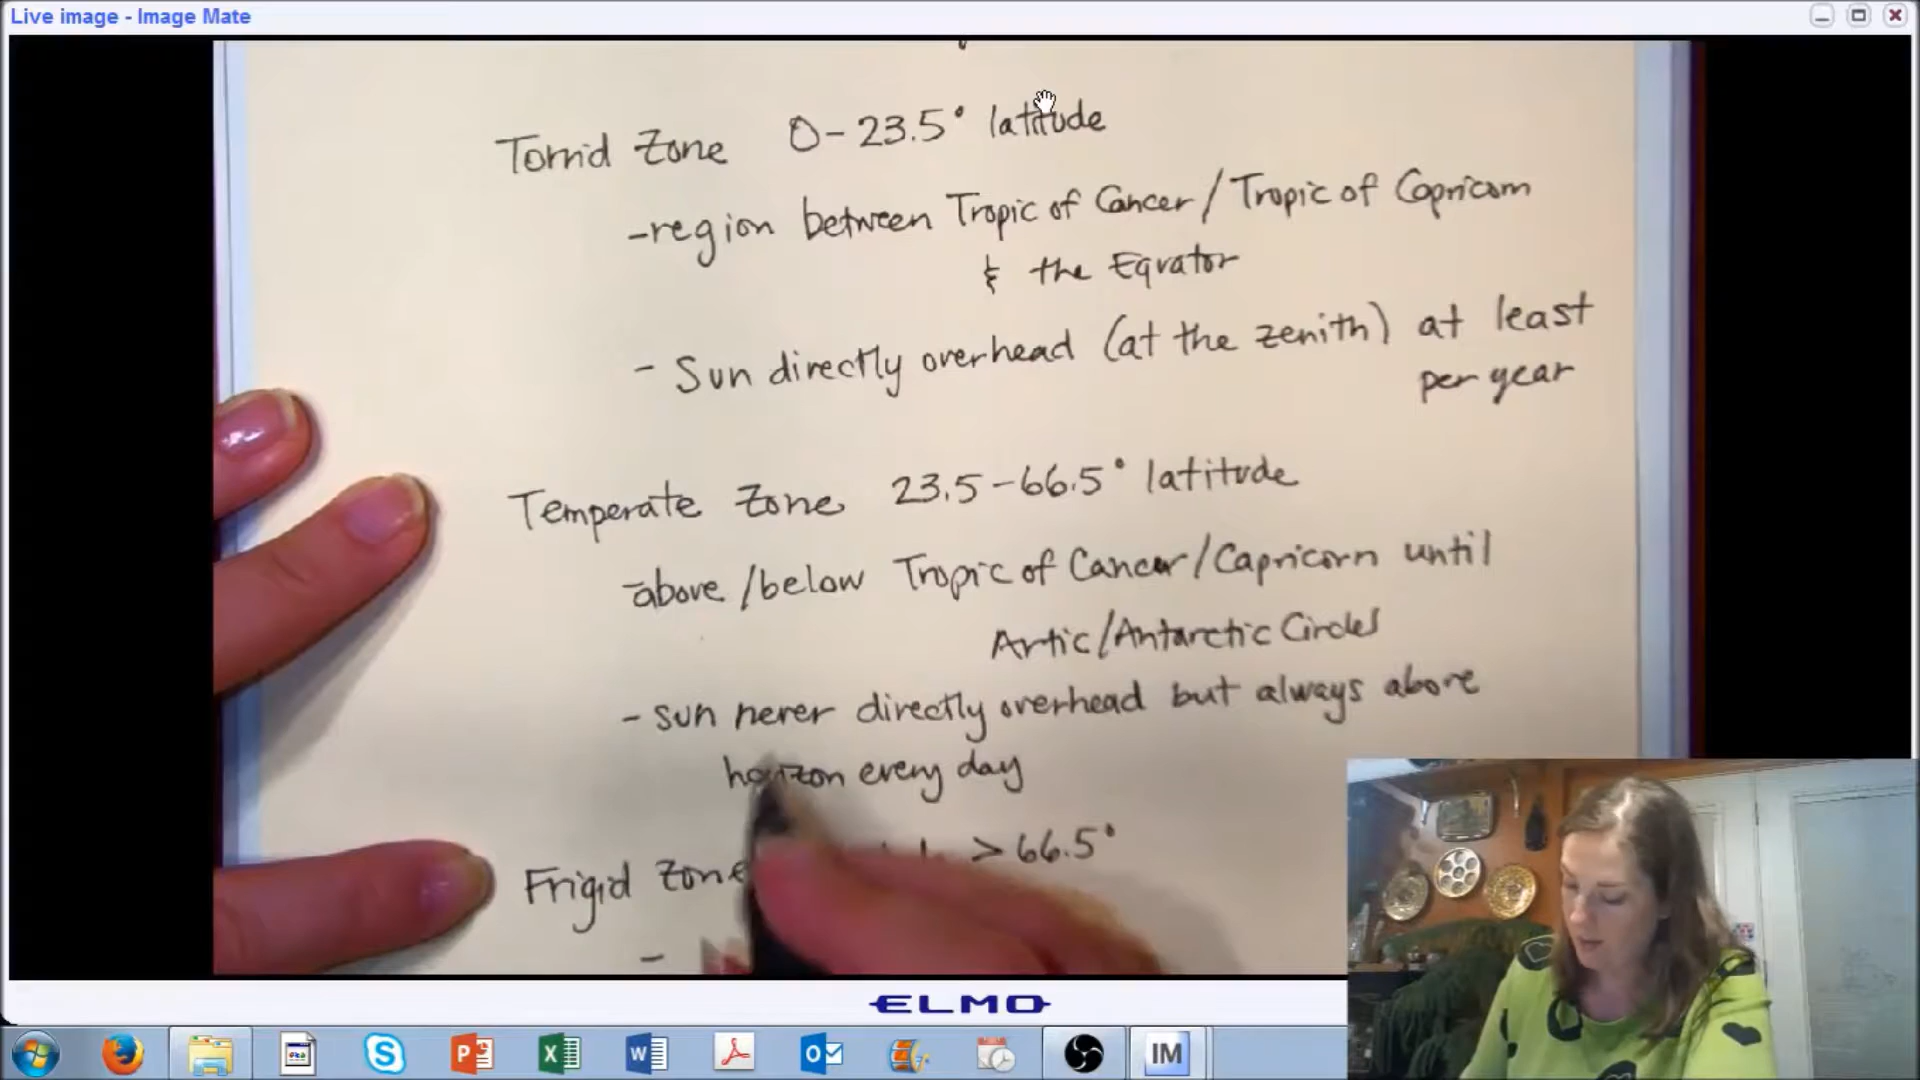 Live image - Image Mate
Torrid Zone 0-23.5° latitude
-region between Tropic of Cancer/Tropic of Capricorn
& the Equator
- Sun directly overhead (at the zenith) at least
per year
Temperate Zone 23.5-66.5° latitude
-above/below Tropic of Cancer/Capricorn until
Artic/Antarctic Circles
- sun never directly overhead but always above
horizon every day
Frigid Zone > 66.5°
-
ELMO
IM